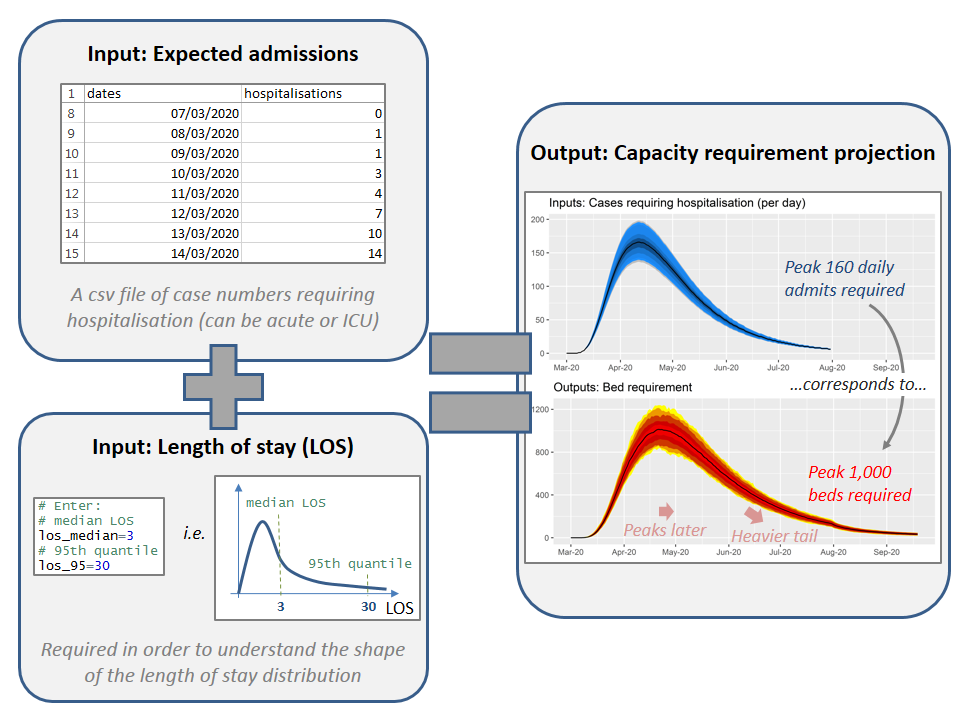 Input: Expected admissions
1 dates hospitalisations
8 07/03/2020 0
9 08/03/2020 1
10 09/03/2020 1
11 10/03/2020 3
12 11/03/2020 4
13 12/03/2020 7
14 13/03/2020 10
15 14/03/2020 14
A csv file of case numbers requiring
hospitalisation (can be acute or ICU)
Input: Length of stay (LOS)
# Enter:
# median LOS
los_median=3
# 95th quantile
los_95=30
i.e.
median LOS
95th quantile
3 30 LOS
Required in order to understand the shape
of the length of stay distribution
Output: Capacity requirement projection
Inputs: Cases requiring hospitalisation (per day)
200
150
100
50
0
Peak 160 daily
admits required
Mar-20 Apr-20 May-20 Jun-20 Jul-20 Aug-20 Sep-20
...corresponds to...
Outputs: Bed requirement
1200
800
400
0
Peak 1,000
beds required
Peaks later
Heavier tail
Mar-20 Apr-20 May-20 Jun-20 Jul-20 Aug-20 Sep-20